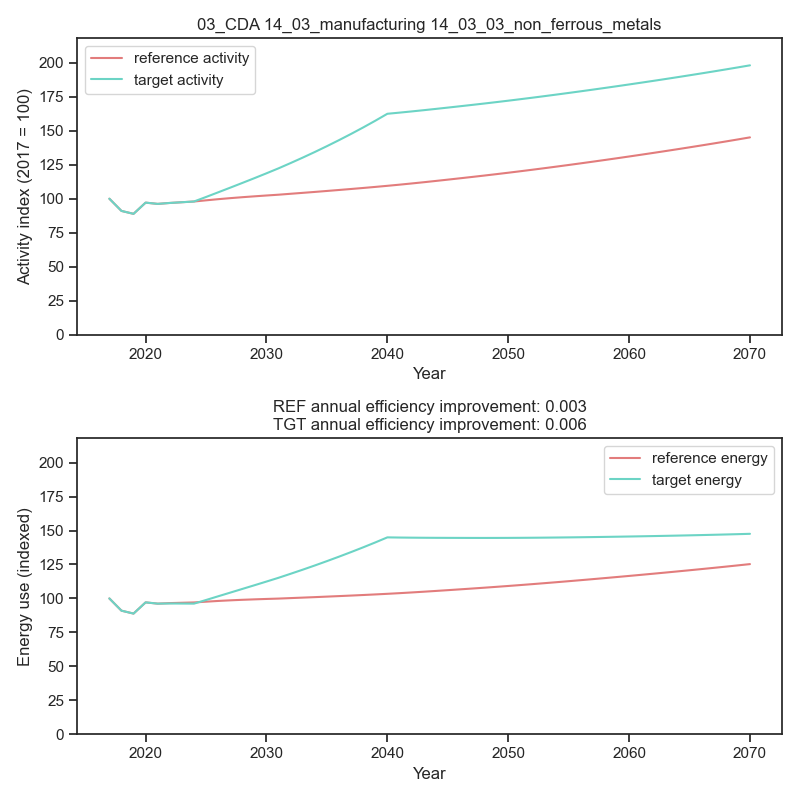 03_CDA 14_03_manufacturing 14_03_03_non_ferrous_metals
reference activity
target activity
Activity index (2017 = 100)
200
175
150
125
100
75
50
25
0
2020 2030 2040 2050 2060 2070
Year
REF annual efficiency improvement: 0.003
TGT annual efficiency improvement: 0.006
reference energy
target energy
Energy use (indexed)
200
175
150
125
100
75
50
25
0
2020 2030 2040 2050 2060 2070
Year